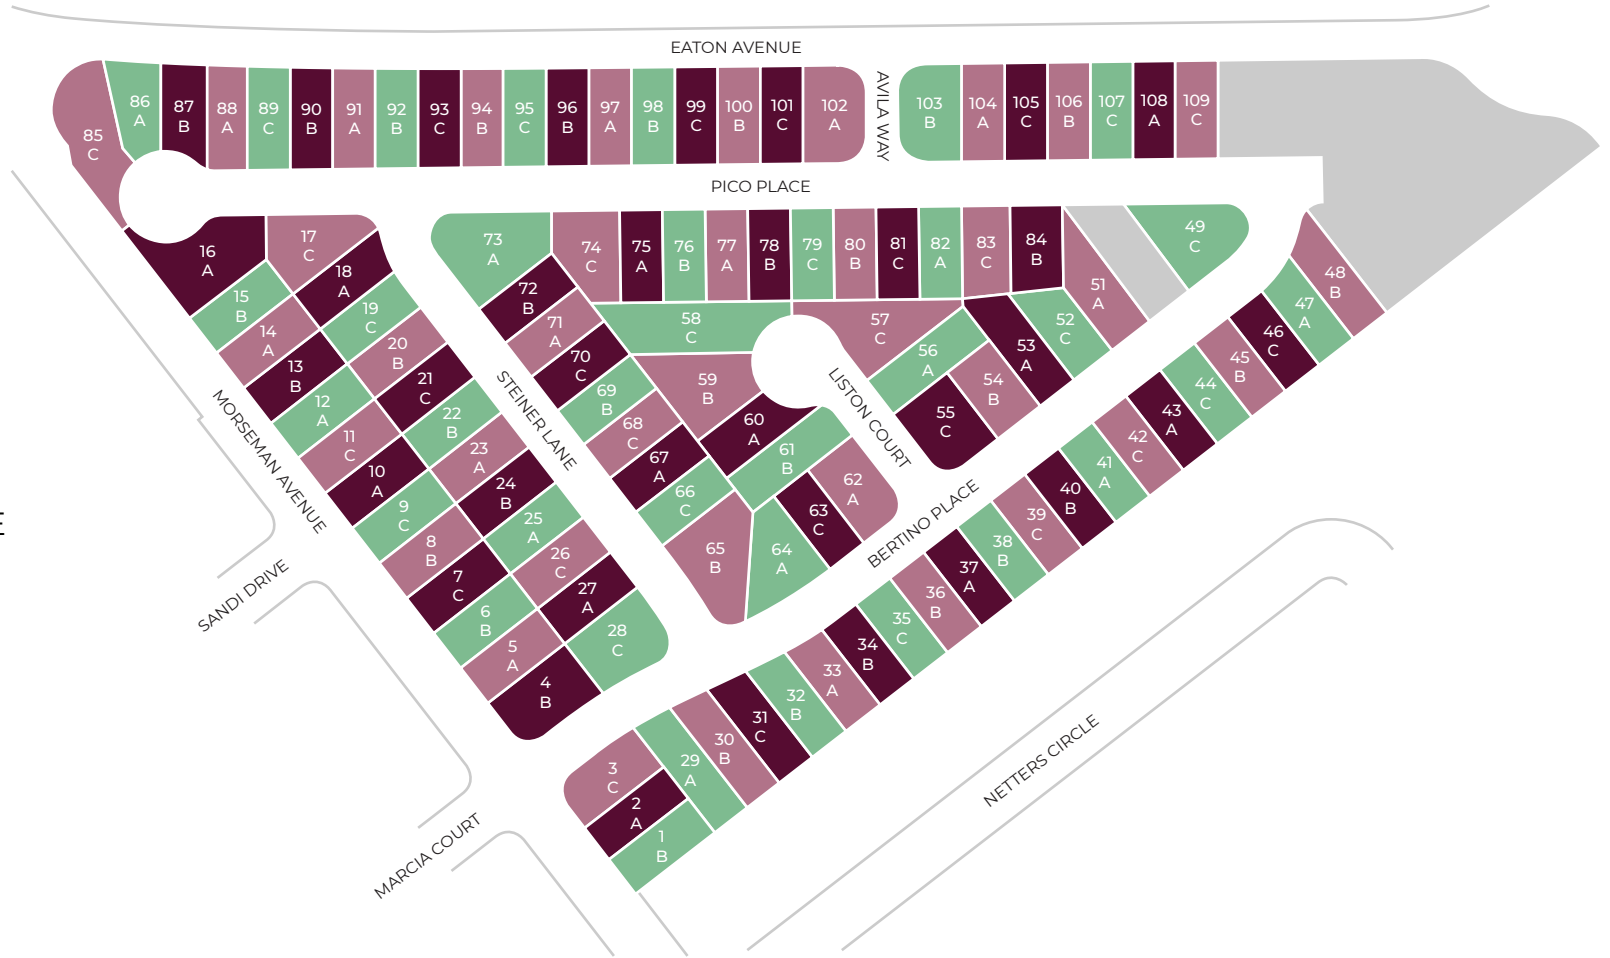 EATON AVENUE
AVILA WAY
85
C
86
A
87
B
88
A
89
C
90
B
91
A
92
B
93
C
94
B
95
C
96
B
97
A
98
B
99
C
100
B
101
C
102
A
103
B
104
A
105
C
106
B
107
C
108
A
109
C
PICO PLACE
16
A
17
C
18
A
15
B
19
C
14
A
20
B
13
B
21
C
12
A
22
B
11
C
23
A
10
A
24
B
9
C
25
A
8
B
26
C
7
C
27
A
6
B
28
C
5
A
4
B
73
A
74
C
75
A
76
B
77
A
78
B
79
C
80
B
81
C
82
A
83
C
84
B
51
A
49
C
72
B
71
A
70
C
69
B
68
C
67
A
66
C
65
B
58
C
59
B
60
A
61
B
62
A
63
C
64
A
57
C
56
A
55
C
54
B
53
A
52
C
48
B
47
A
46
C
45
B
44
C
43
A
42
C
41
A
40
B
39
C
38
B
37
A
36
B
35
C
34
B
33
A
32
B
31
C
30
B
29
A
3
C
2
A
1
B
STEINER LANE
LISTON COURT
MORSEMAN AVENUE
BERTINO PLACE
E
SANDI DRIVE
NETTERS CIRCLE
MARCIA COURT